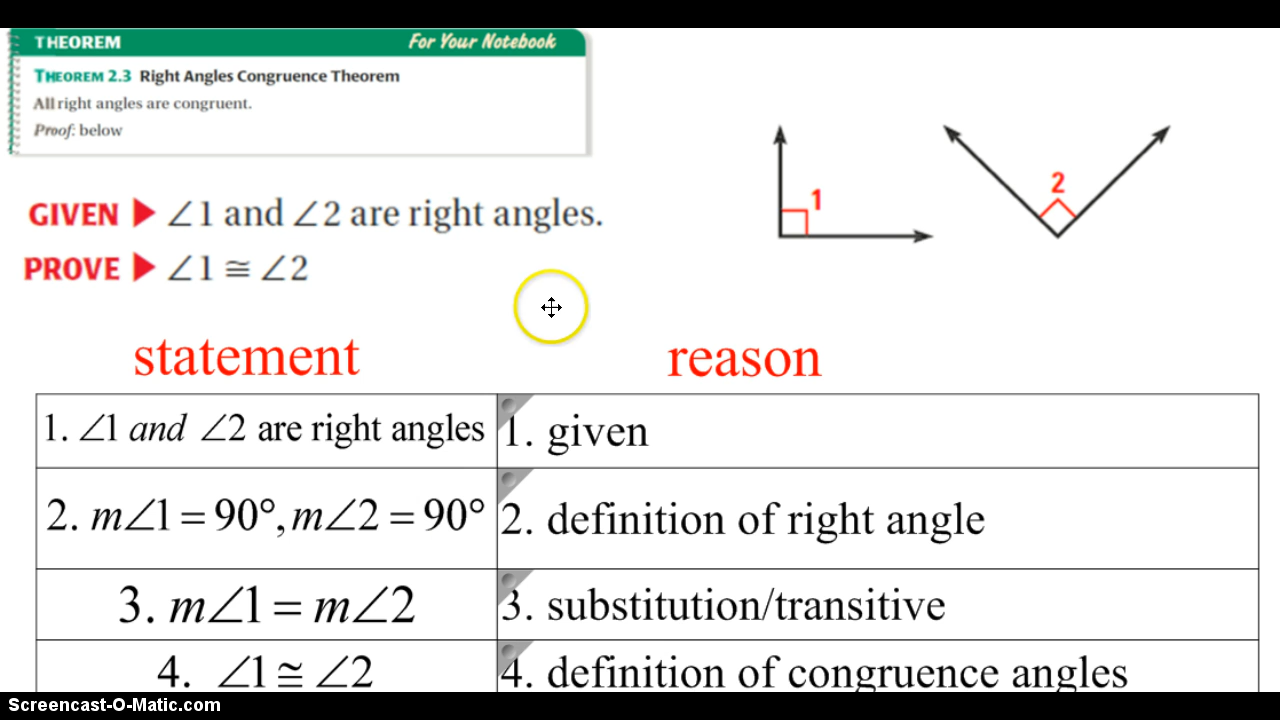 THEOREM For Your Notebook
THEOREM 2.3 Right Angles Congruence Theorem
All right angles are congruent.
Proof: below
GIVEN ▶ ∠1 and ∠2 are right angles.
PROVE ▶ ∠1 ≅ ∠2
1
2
statement reason
1. ∠1 and ∠2 are right angles 1. given
2. m∠1 = 90°, m∠2 = 90° 2. definition of right angle
3. m∠1 = m∠2 3. substitution/transitive
4. ∠1 ≅ ∠2 4. definition of congruence angles
Screencast-O-Matic.com